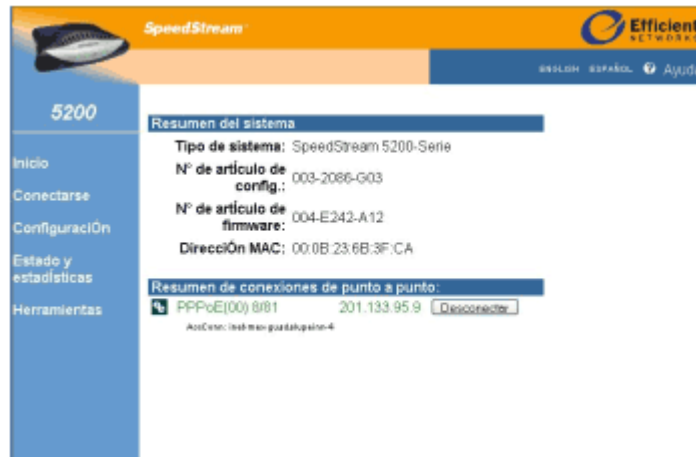 SpeedStream
Efficient
NETWORKS
ENGLISH ESPAÑOL ? Ayuda
5200
Inicio
Conectarse
ConfiguraciÓn
Estado y
estadÍsticas
Herramientas
Resumen del sistema
Tipo de sistema: SpeedStream 5200-Serie
N° de artÍculo de
config.: 003-2086-G03
N° de artÍculo de
firmware: 004-E242-A12
DirecciÓn MAC: 00:0B:23:6B:3F:CA
Resumen de conexiones de punto a punto:
PPPoE(00) 8/81 201.133.95.9 Desconectar
AccConn: